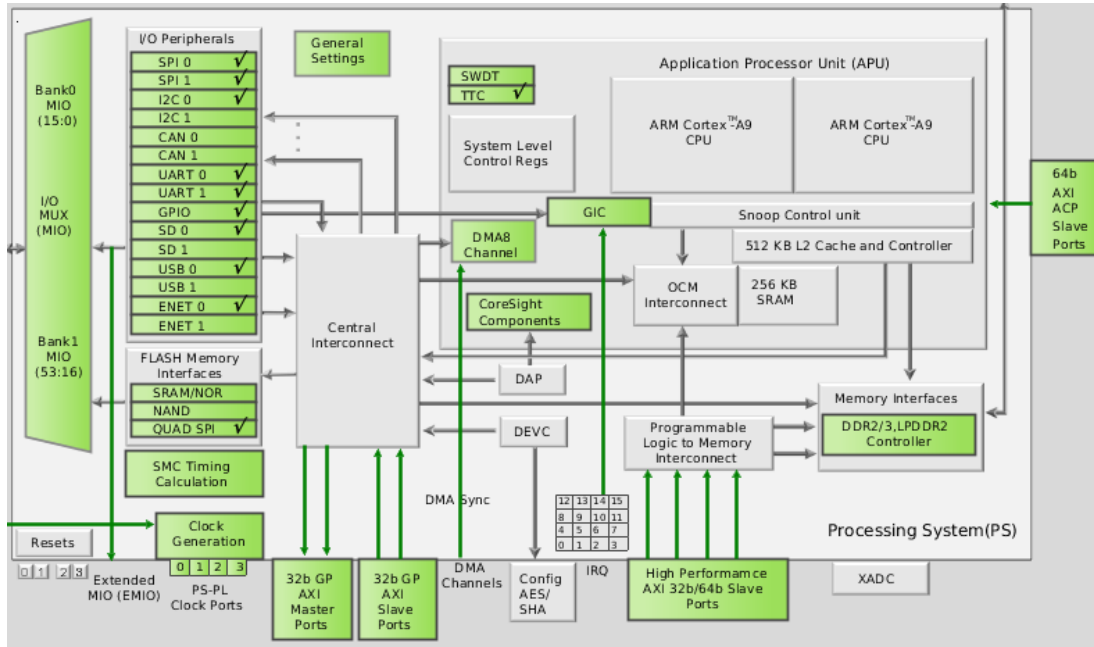 I/O Peripherals
SPI 0 ✓
SPI 1 ✓
I2C 0 ✓
I2C 1
CAN 0
CAN 1
UART 0 ✓
UART 1 ✓
GPIO ✓
SD 0 ✓
SD 1
USB 0 ✓
USB 1
ENET 0 ✓
ENET 1
Bank0
MIO
(15:0)
I/O
MUX
(MIO)
Bank1
MIO
(53:16)
FLASH Memory
Interfaces
SRAM/NOR
NAND
QUAD SPI ✓
SMC Timing
Calculation
General
Settings
Application Processor Unit (APU)
SWDT
TTC ✓
System Level
Control Regs
ARM Cortex™-A9
CPU
ARM Cortex™-A9
CPU
GIC
Snoop Control unit
DMA8
Channel
512 KB L2 Cache and Controller
OCM
Interconnect
256 KB
SRAM
CoreSight
Components
Central
Interconnect
DAP
DEVC
Programmable
Logic to Memory
Interconnect
Memory Interfaces
DDR2/3,LPDDR2
Controller
64b
AXI
ACP
Slave
Ports
DMA Sync
12 13 14 15
8 9 10 11
4 5 6 7
0 1 2 3
Processing System(PS)
Resets
0 1 2 3
Clock
Generation
0 1 2 3
Extended
MIO (EMIO)
PS-PL
Clock Ports
32b GP
AXI
Master
Ports
32b GP
AXI
Slave
Ports
DMA
Channels
Config
AES/
SHA
IRQ
High Performamce
AXI 32b/64b Slave
Ports
XADC